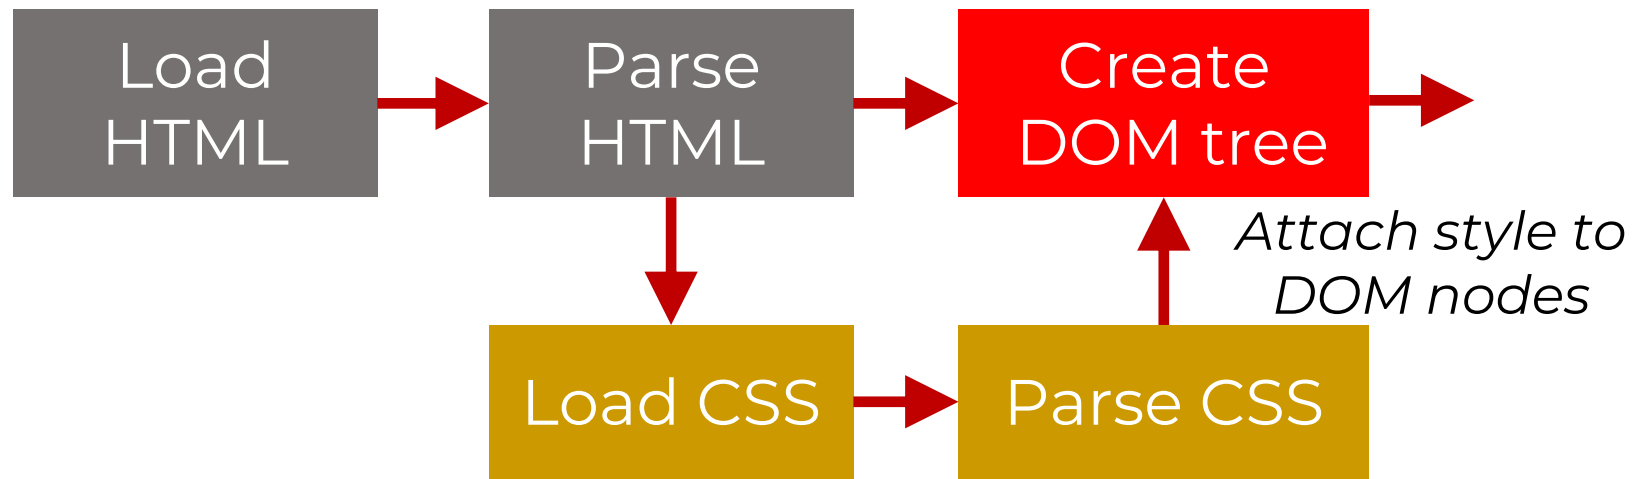 Load
HTML
Parse
HTML
Create
DOM tree
Attach style to
DOM nodes
Load CSS
Parse CSS